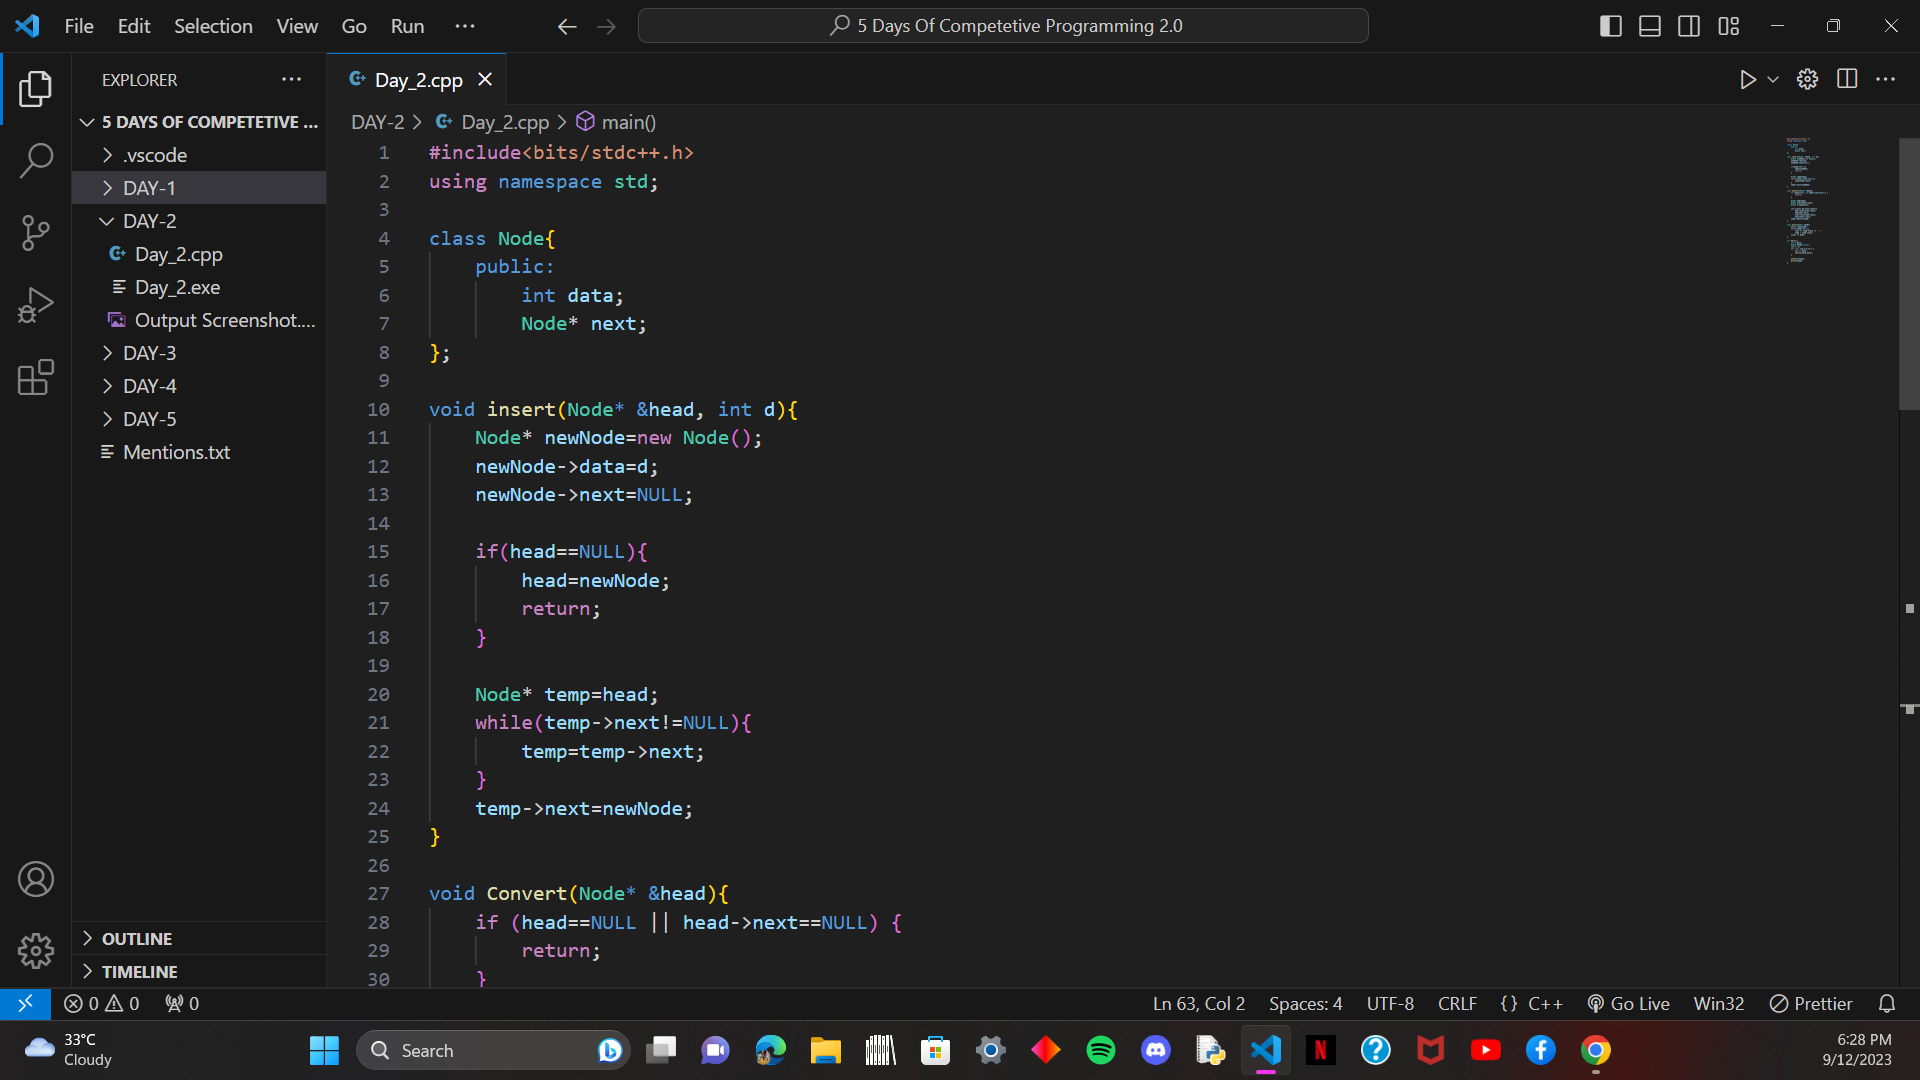 File Edit Selection View Go Run ...
5 Days Of Competetive Programming 2.0
EXPLORER
5 DAYS OF COMPETETIVE ...
.vscode
DAY-1
DAY-2
Day_2.cpp
Day_2.exe
Output Screenshot....
DAY-3
DAY-4
DAY-5
Mentions.txt
OUTLINE
TIMELINE
Day_2.cpp
DAY-2 > Day_2.cpp > main()
1 #include<bits/stdc++.h>
2 using namespace std;
3
4 class Node{
5 public:
6 int data;
7 Node* next;
8 };
9
10 void insert(Node* &head, int d){
11 Node* newNode=new Node();
12 newNode->data=d;
13 newNode->next=NULL;
14
15 if(head==NULL){
16 head=newNode;
17 return;
18 }
19
20 Node* temp=head;
21 while(temp->next!=NULL){
22 temp=temp->next;
23 }
24 temp->next=newNode;
25 }
26
27 void Convert(Node* &head){
28 if (head==NULL || head->next==NULL) {
29 return;
30 }
0 0 0
Ln 63, Col 2 Spaces: 4 UTF-8 CRLF {} C++ Go Live Win32 Prettier
33°C
Cloudy
Search
6:28 PM
9/12/2023